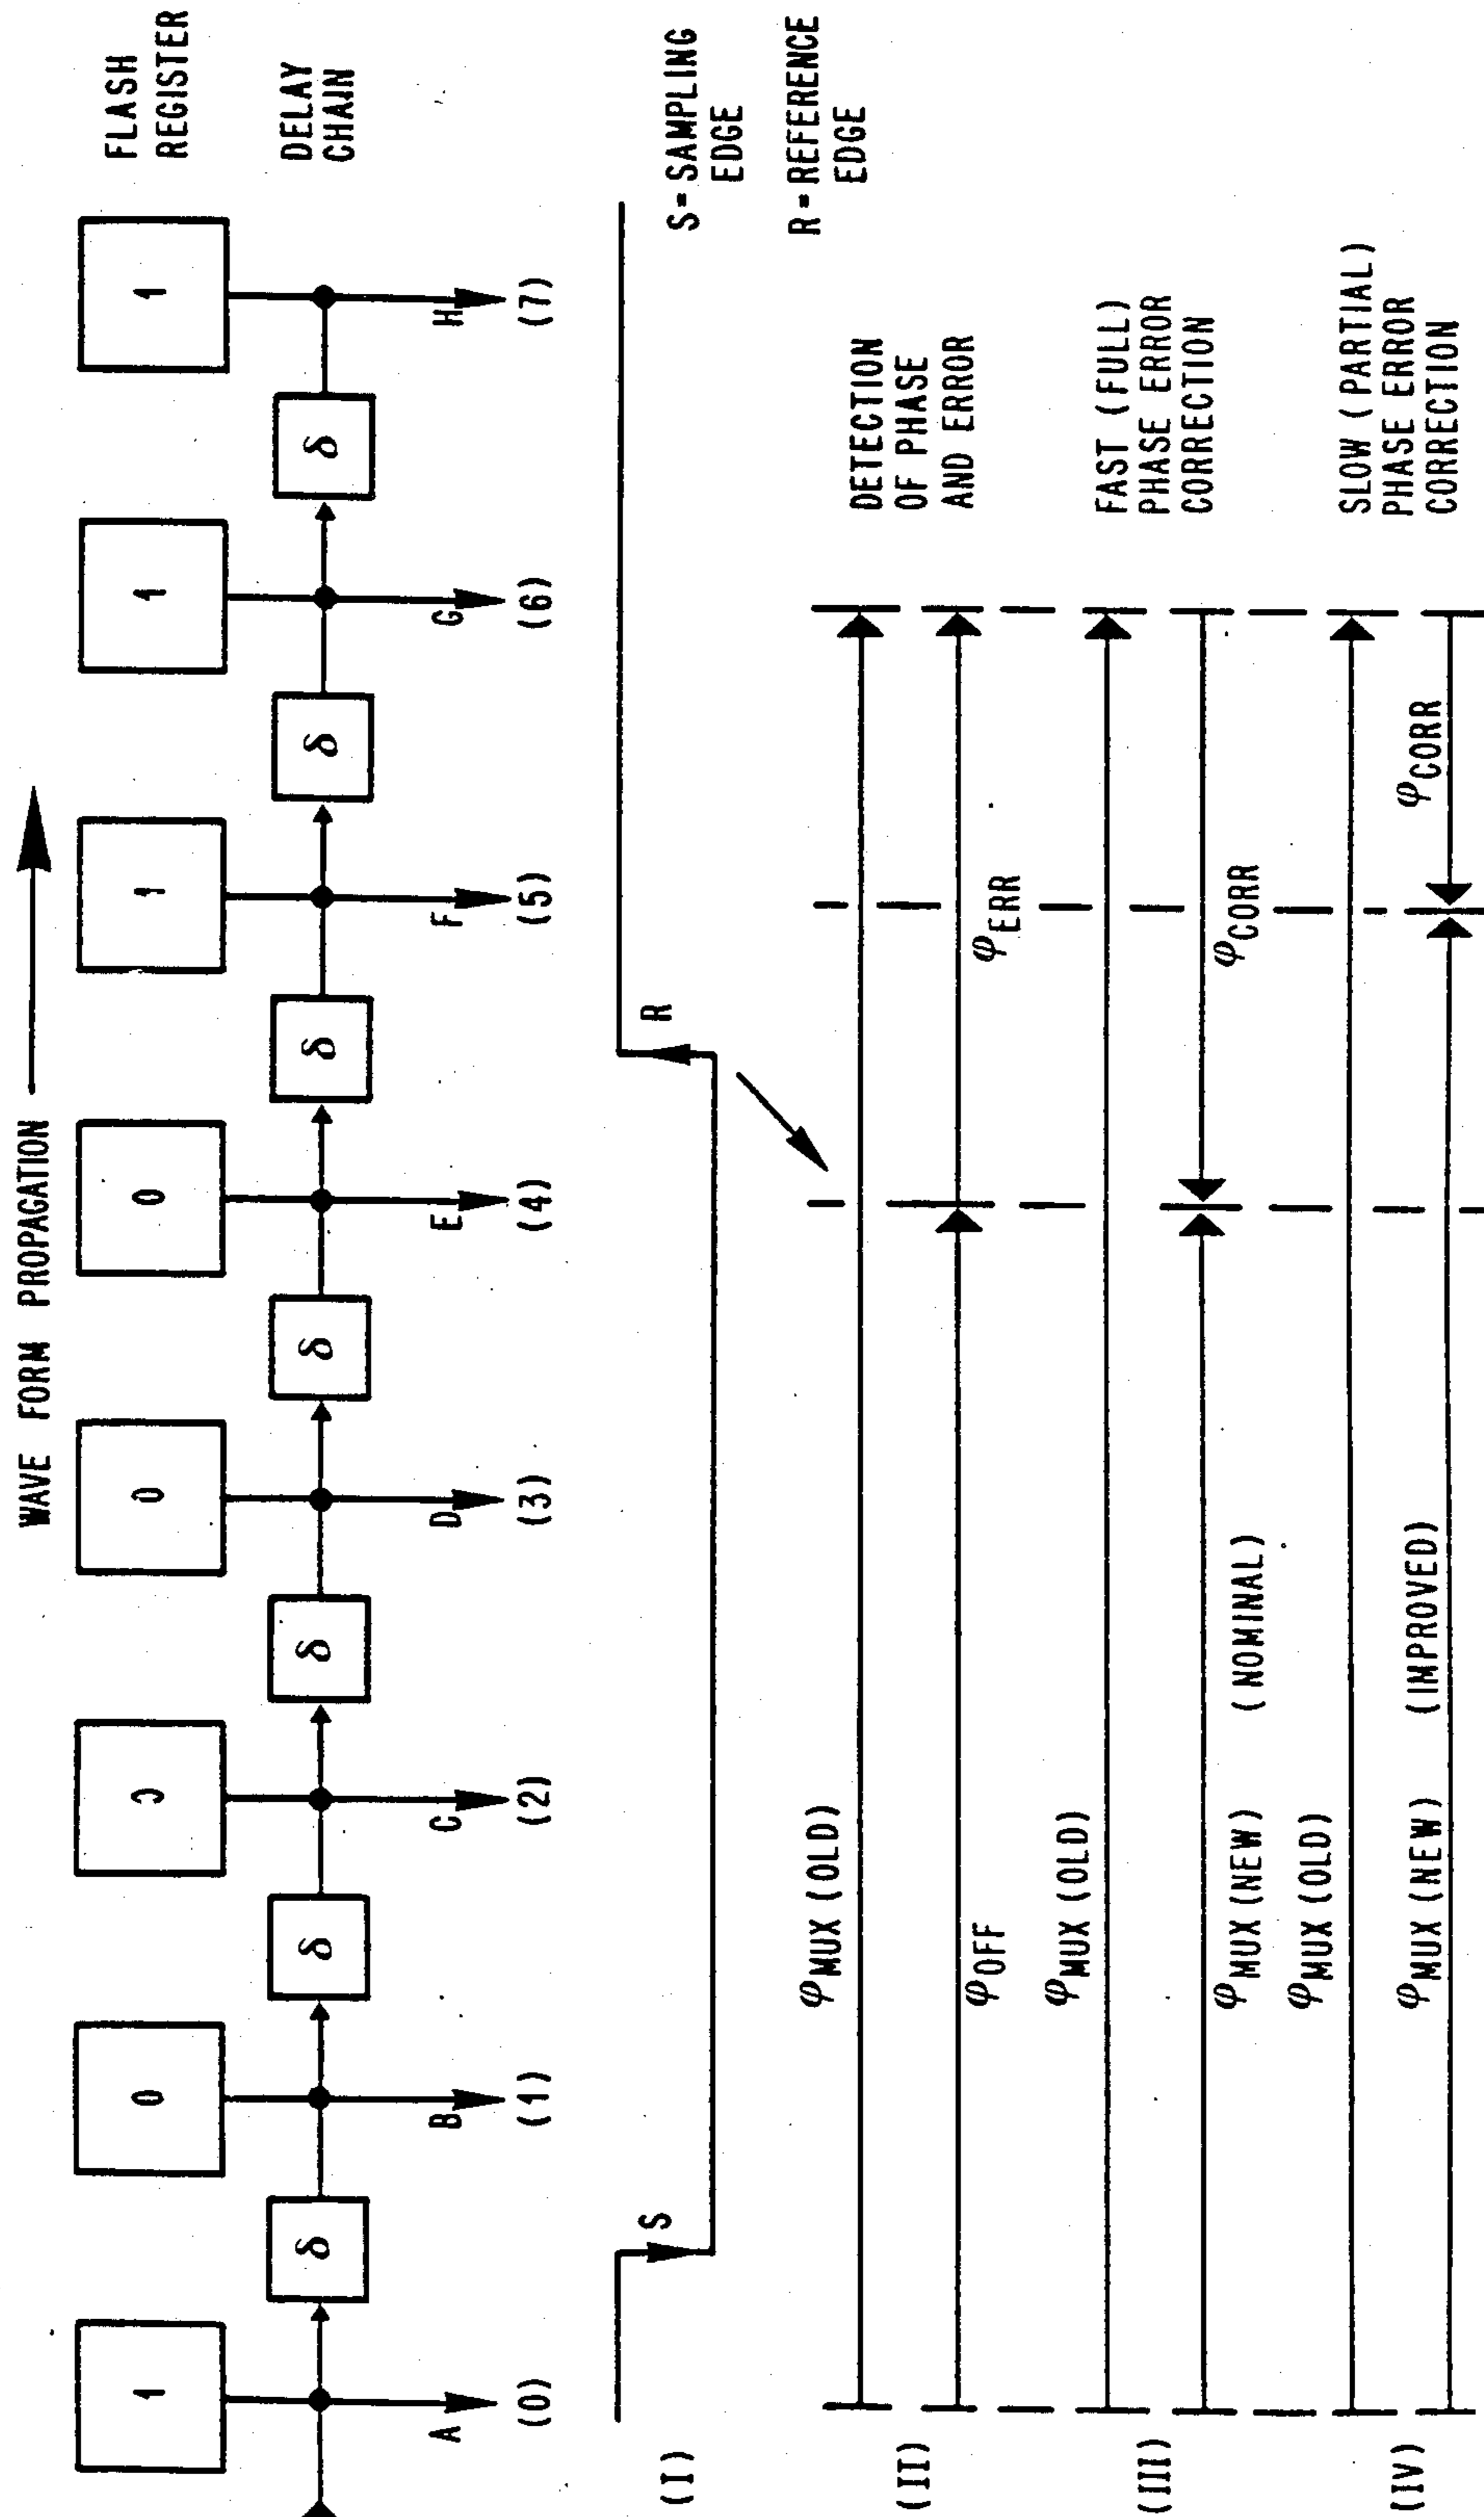 WAVE FORM PROPAGATION
1 0 0 0 1 1 1
FLASH
REGISTER
δ δ δ δ δ δ δ
DELAY
CHAIN
A B C D E F G H
(0) (1) (2) (3) (4) (5) (6) (7)
(I)
S
R
S=SAMPLING
EDGE
R=REFERENCE
EDGE
(II)
φMUX (OLD)
φOFF
φERR
DETECTION
OF PHASE
AND ERROR
(III)
φMUX (OLD)
φMUX (NEW) (NOMINAL)
φCORR
FAST (FULL)
PHASE ERROR
CORRECTION
(IV)
φMUX (OLD)
φMUX (NEW) (IMPROVED)
φCORR
SLOW (PARTIAL)
PHASE ERROR
CORRECTION